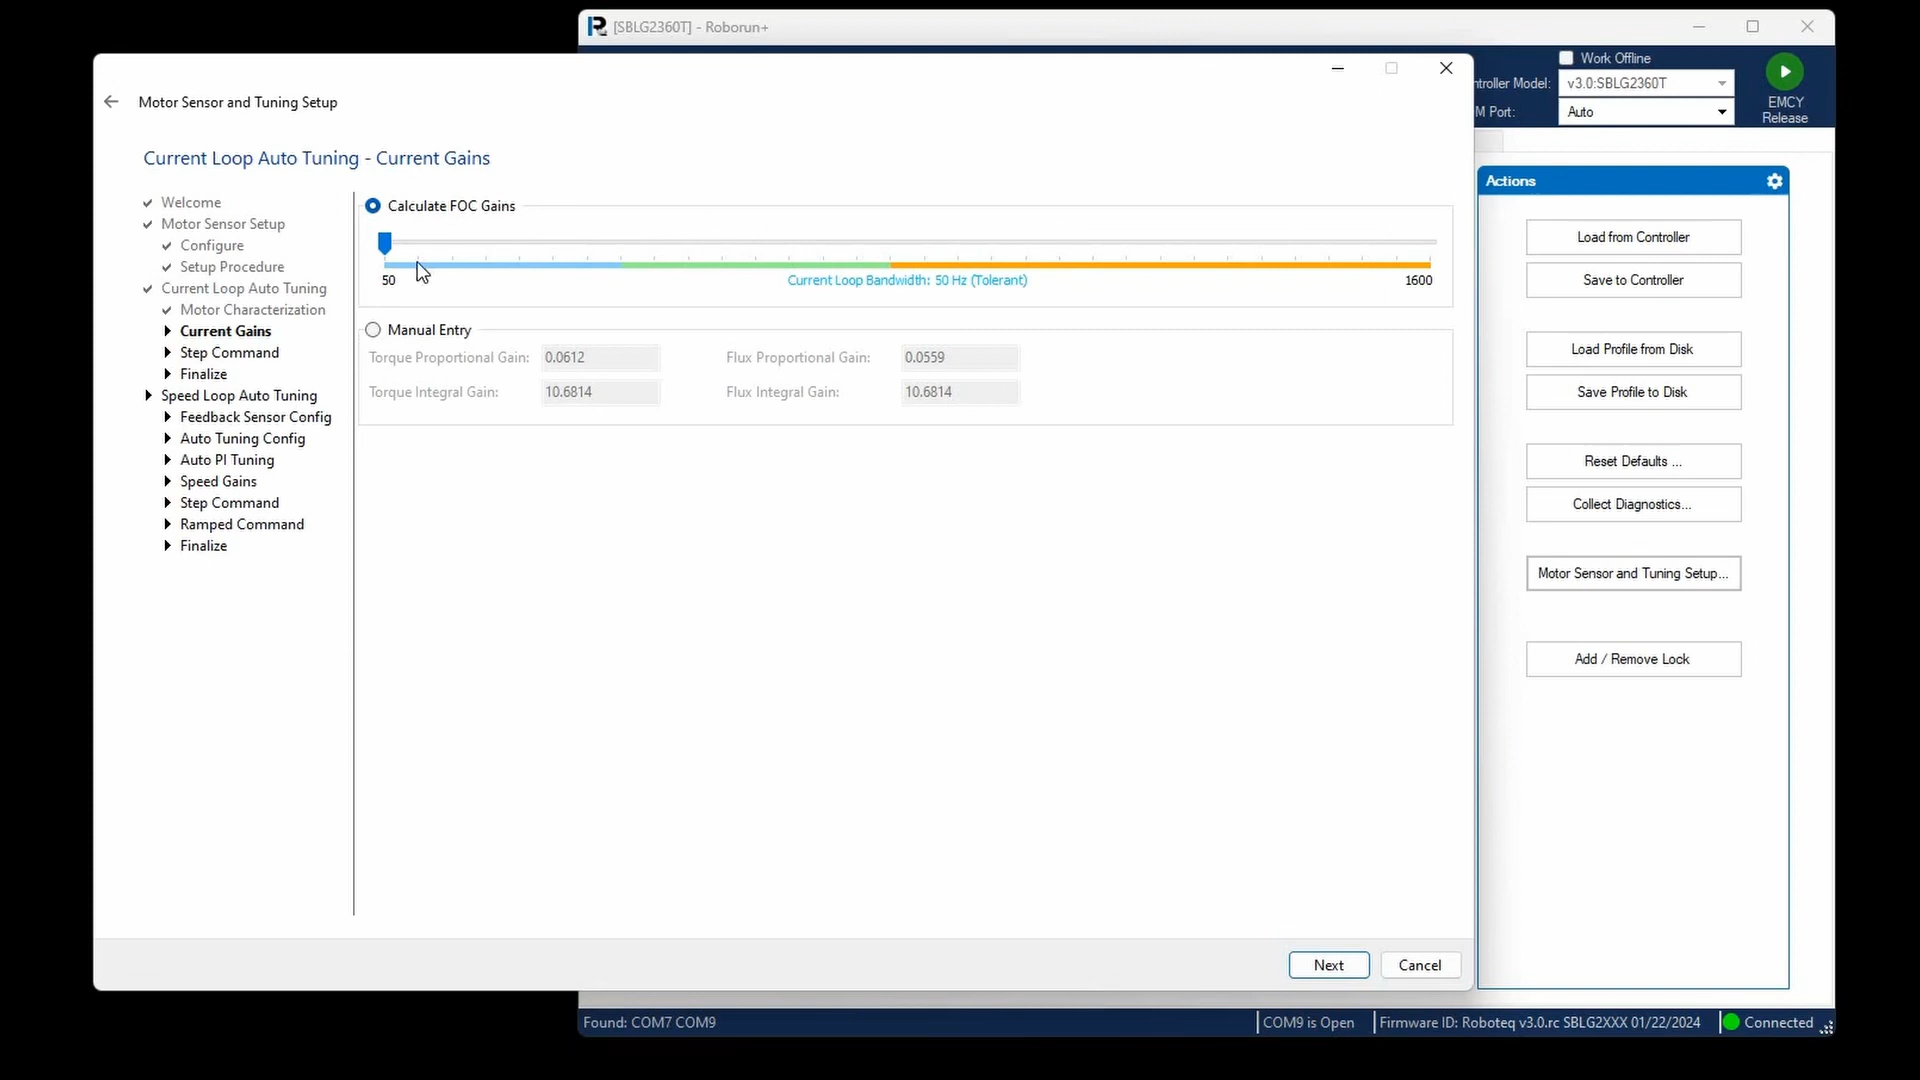 [SBLG2360T] - Roborun+
Work Offline
ntroller Model:
v3.0:SBLG2360T
M Port:
Auto
EMCY
Release
Motor Sensor and Tuning Setup
Current Loop Auto Tuning - Current Gains
Welcome
Motor Sensor Setup
Configure
Setup Procedure
Current Loop Auto Tuning
Motor Characterization
Current Gains
Step Command
Finalize
Speed Loop Auto Tuning
Feedback Sensor Config
Auto Tuning Config
Auto PI Tuning
Speed Gains
Step Command
Ramped Command
Finalize
Calculate FOC Gains
50
Current Loop Bandwidth: 50 Hz (Tolerant)
1600
Manual Entry
Torque Proportional Gain: 0.0612
Flux Proportional Gain: 0.0559
Torque Integral Gain: 10.6814
Flux Integral Gain: 10.6814
Next
Cancel
Actions
Load from Controller
Save to Controller
Load Profile from Disk
Save Profile to Disk
Reset Defaults ...
Collect Diagnostics...
Motor Sensor and Tuning Setup...
Add / Remove Lock
Found: COM7 COM9
COM9 is Open
Firmware ID: Roboteq v3.0.rc SBLG2XXX 01/22/2024
Connected